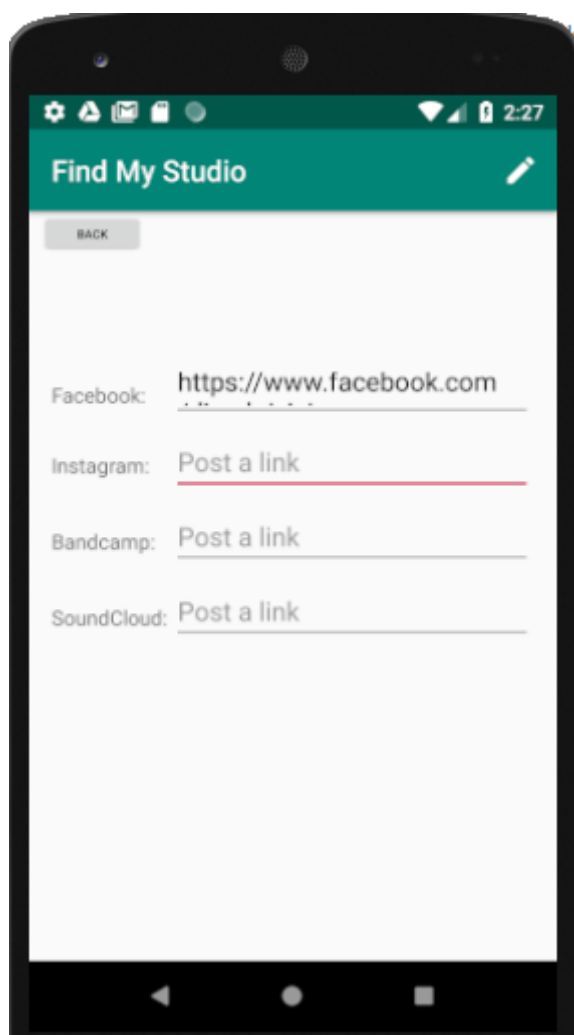 2:27
Find My Studio
BACK
Facebook: https://www.facebook.com
Instagram: Post a link
Bandcamp: Post a link
SoundCloud: Post a link